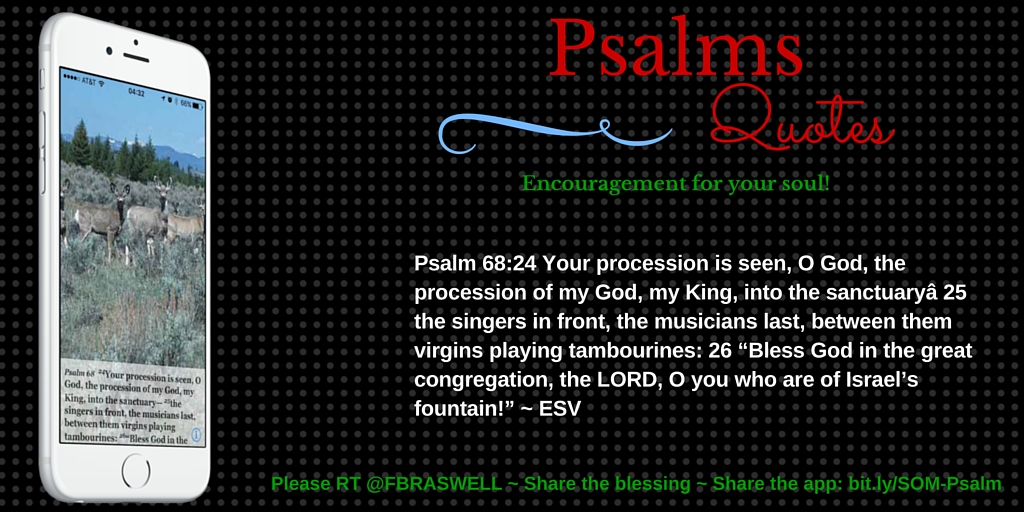 AT&T
04:32
66%
Psalm 68 24Your procession is seen, O
God, the procession of my God, my
King, into the sanctuary— 25the
singers in front, the musicians last,
between them virgins playing
tambourines: 26“Bless God in the
Psalms
Quotes
Encouragement for your soul!
Psalm 68:24 Your procession is seen, O God, the
procession of my God, my King, into the sanctuaryâ 25
the singers in front, the musicians last, between them
virgins playing tambourines: 26 “Bless God in the great
congregation, the LORD, O you who are of Israel’s
fountain!” ~ ESV
Please RT @FBRASWELL ~ Share the blessing ~ Share the app: bit.ly/SOM-Psalm